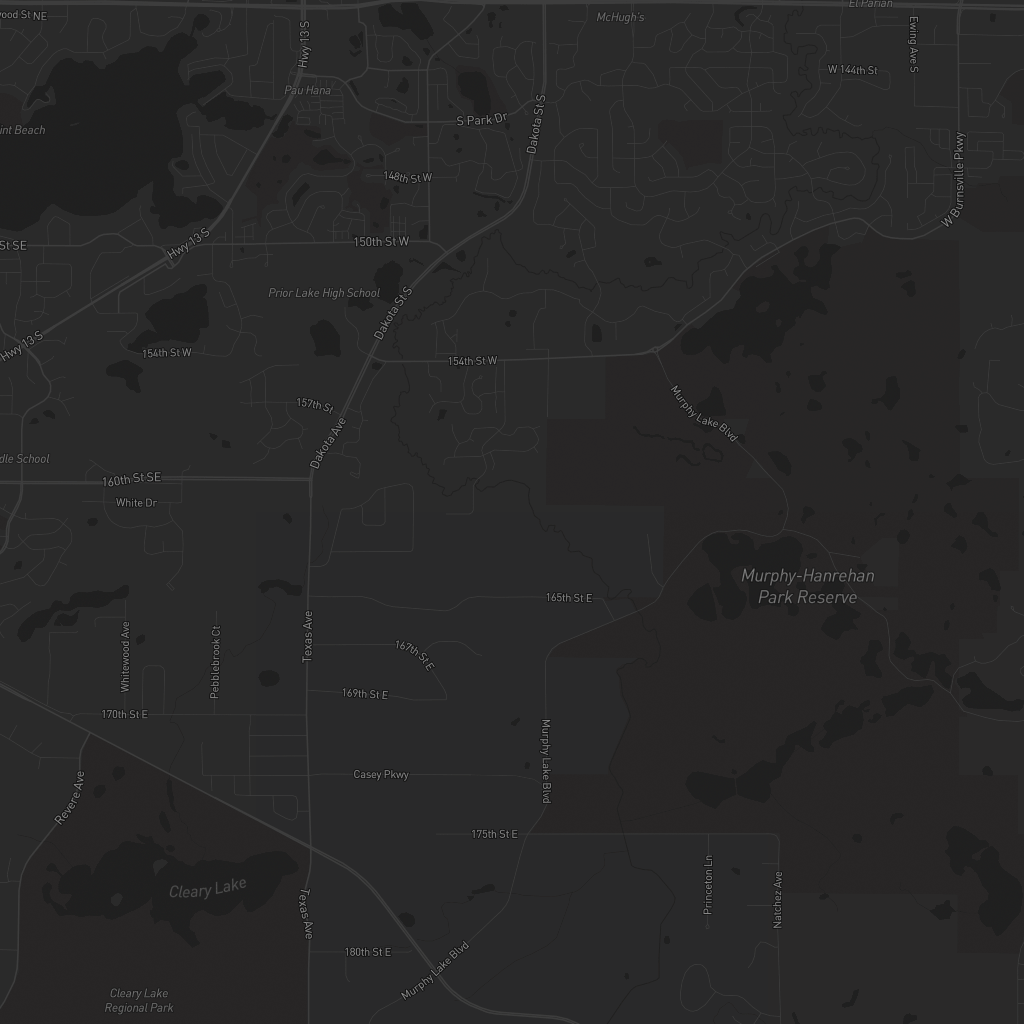 wood St NE
McHugh's
El Parian
Hwy 13 S
Ewing Ave S
W 144th St
Pau Hana
S Park Dr
Dakota St S
int Beach
W Burnsville Pkwy
148th St W
St SE
Hwy 13 S
150th St W
Prior Lake High School
Dakota St S
Hwy 13 S
154th St W
154th St W
157th St
Murphy Lake Blvd
Dakota Ave
dle School
160th St SE
White Dr
Murphy-Hanrehan
Park Reserve
165th St E
Texas Ave
Whitewood Ave
Pebblebrook Ct
167th St E
169th St E
170th St E
Murphy Lake Blvd
Casey Pkwy
Revere Ave
175th St E
Cleary Lake
Princeton Ln
Natchez Ave
Texas Ave
180th St E
Murphy Lake Blvd
Cleary Lake
Regional Park